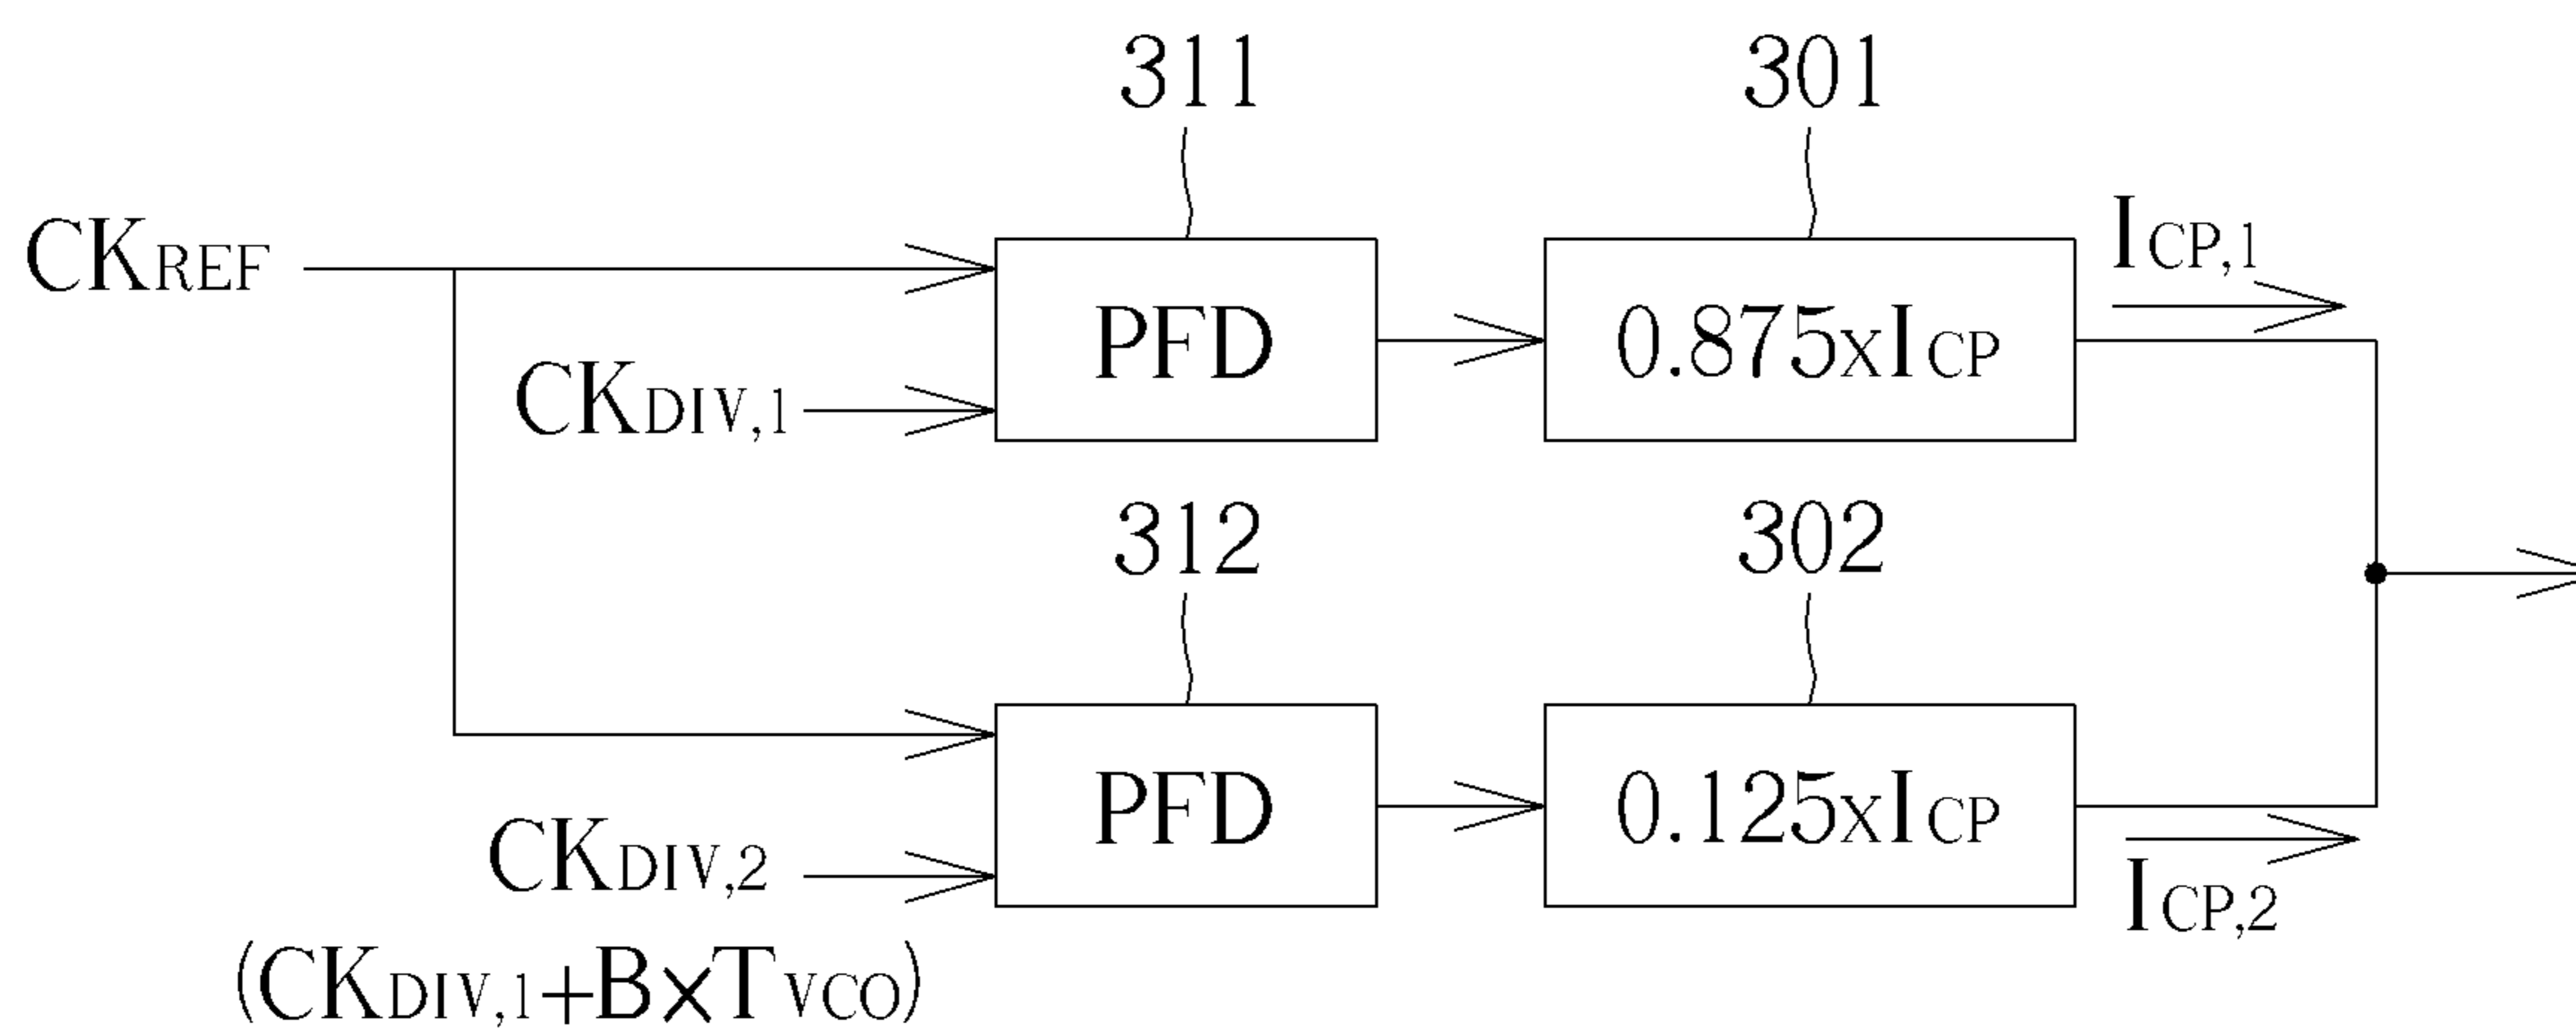 311 301
CKREF
ICP,1
PFD 0.875xICP
CKDIV,1
312 302
PFD 0.125xICP
CKDIV,2
ICP,2
(CKDIV,1+B×TVCO)